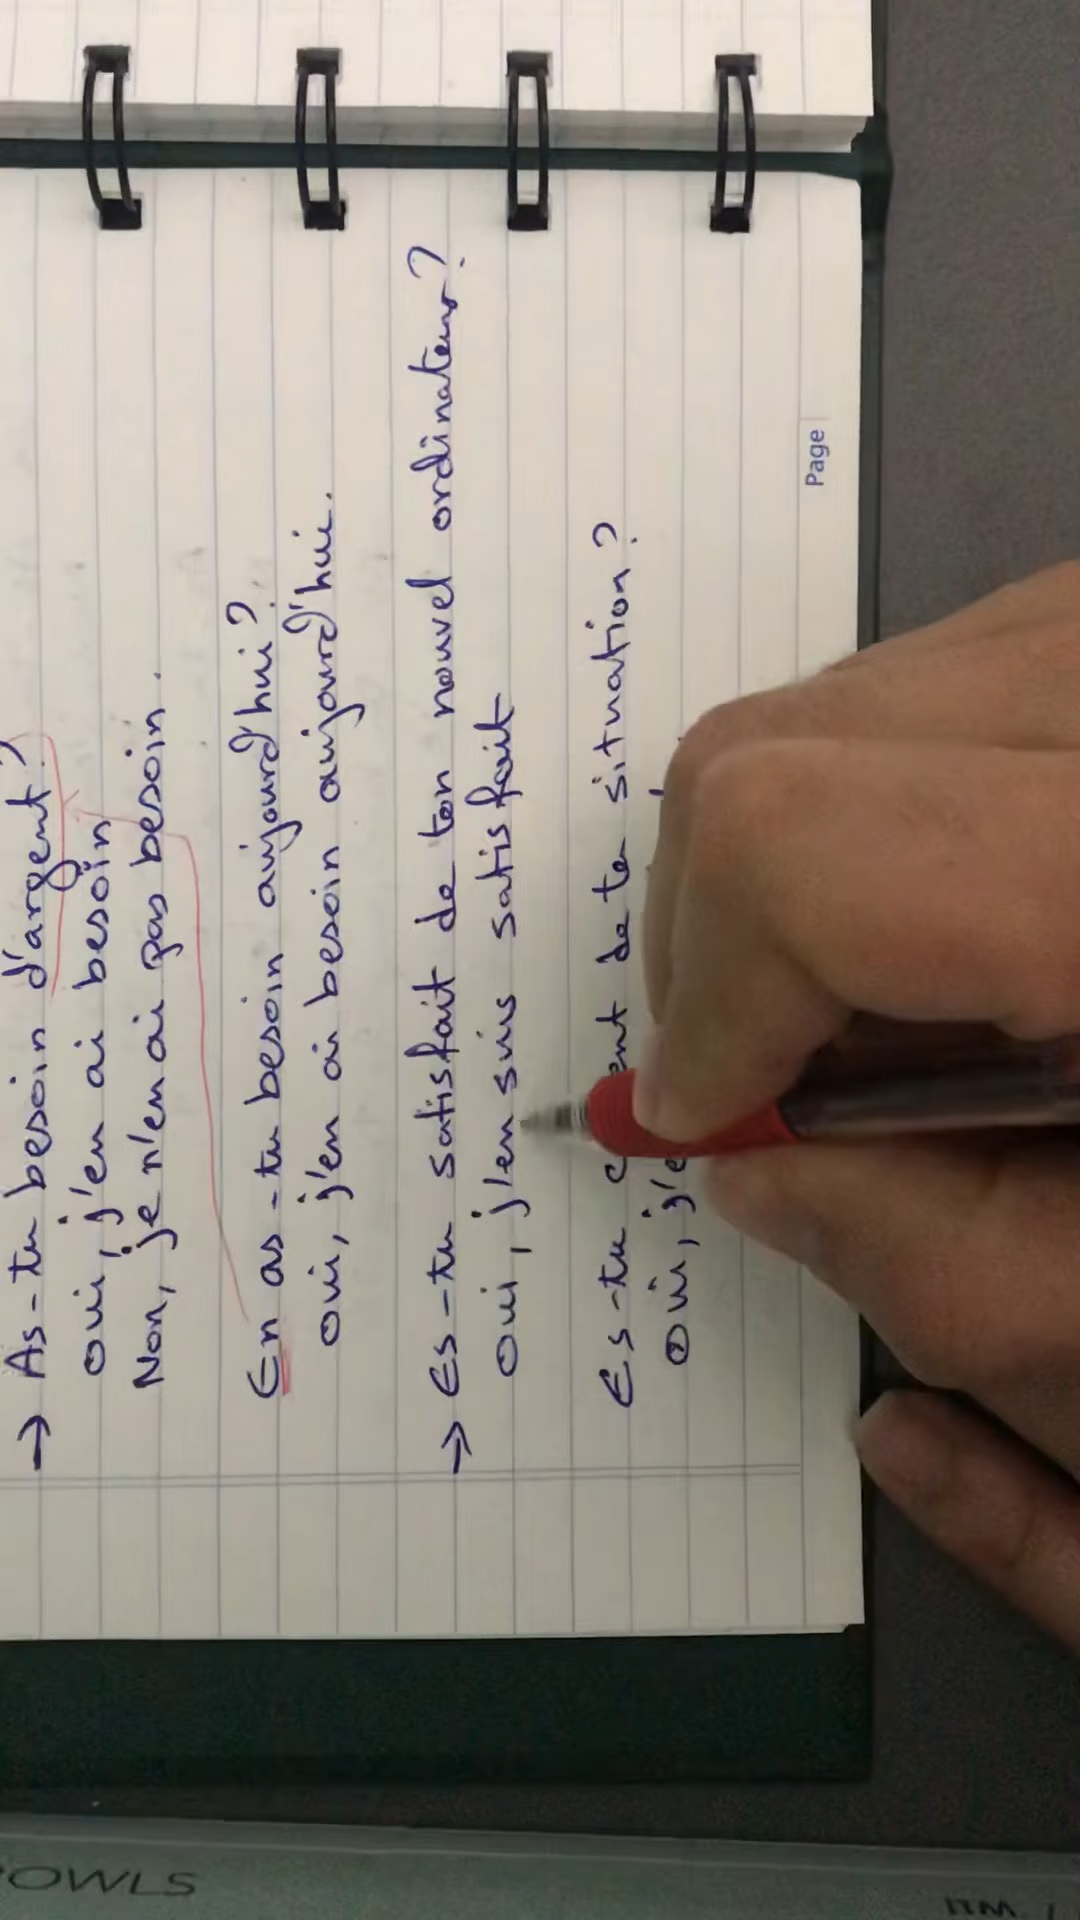 → As-tu besoin d'argent?
oui, j'en ai besoin
Non, je n'en ai pas besoin.
En as-tu besoin aujourd'hui?
oui, j'en ai besoin aujourd'hui.
→ Es-tu satisfait de ton nouvel ordinateur?
oui, j'en suis satisfait
Es-tu de ta situation?
oui,
Page
OWLS